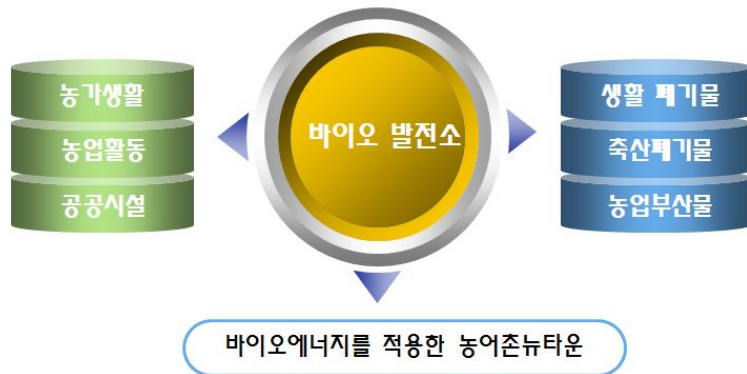 농가생활
농업활동
공공시설
바이오 발전소
생활 폐기물
축산폐기물
농업부산물
바이오에너지를 적용한 농어촌뉴타운